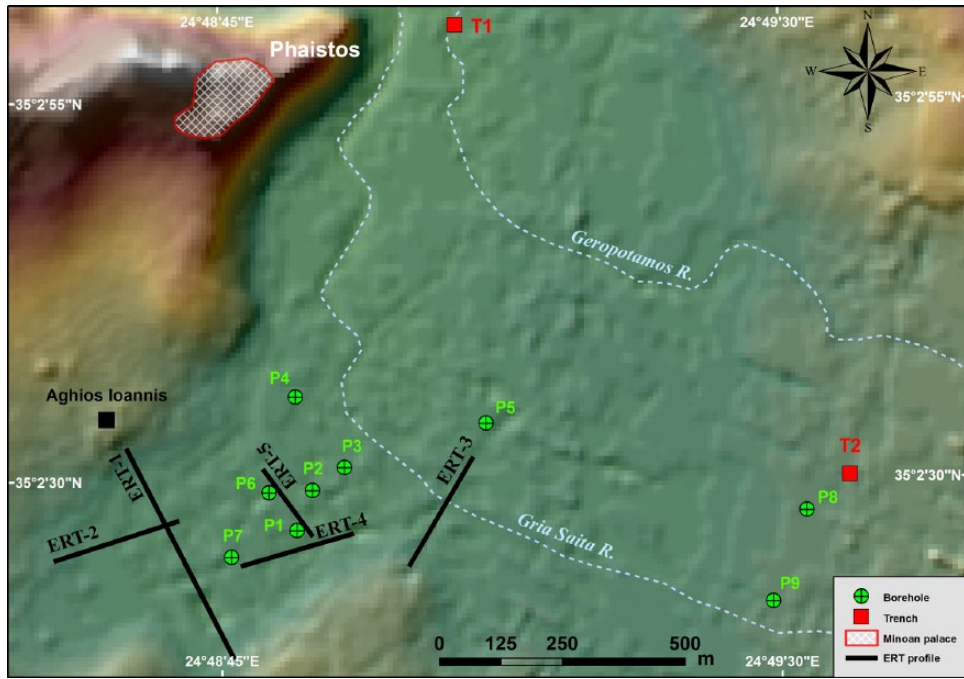 24°48'45"E
T1
24°49'30"E
Phaistos
N
W
E
S
35°2'55"N
35°2'55"N
Geropotamos R.
P4
Aghios Ioannis
P5
ERT-1
ERT-5
P3
ERT-3
T2
P2
35°2'30"N
P6
35°2'30"N
P8
P1
ERT-4
ERT-2
P7
Gria Saita R.
P9
Borehole
Trench
Minoan palace
ERT profile
0 125 250 500
m
24°48'45"E
24°49'30"E